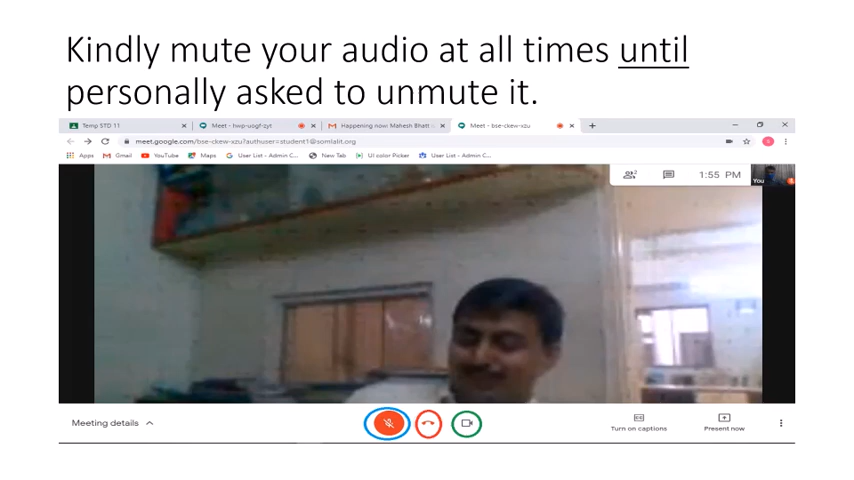 Kindly mute your audio at all times until
personally asked to unmute it.
Temp STD 11
Meet - hwp-uogf-zyt
Happening now: Mahesh Bhatt
Meet - bse-ckew-xzu
meet.google.com/bse-ckew-xzu?authuser=student1@somlalit.org
Apps Gmail YouTube Maps User List - Admin C... New Tab UI color Picker User List - Admin C...
2 1:55 PM
You
Meeting details
Turn on captions Present now